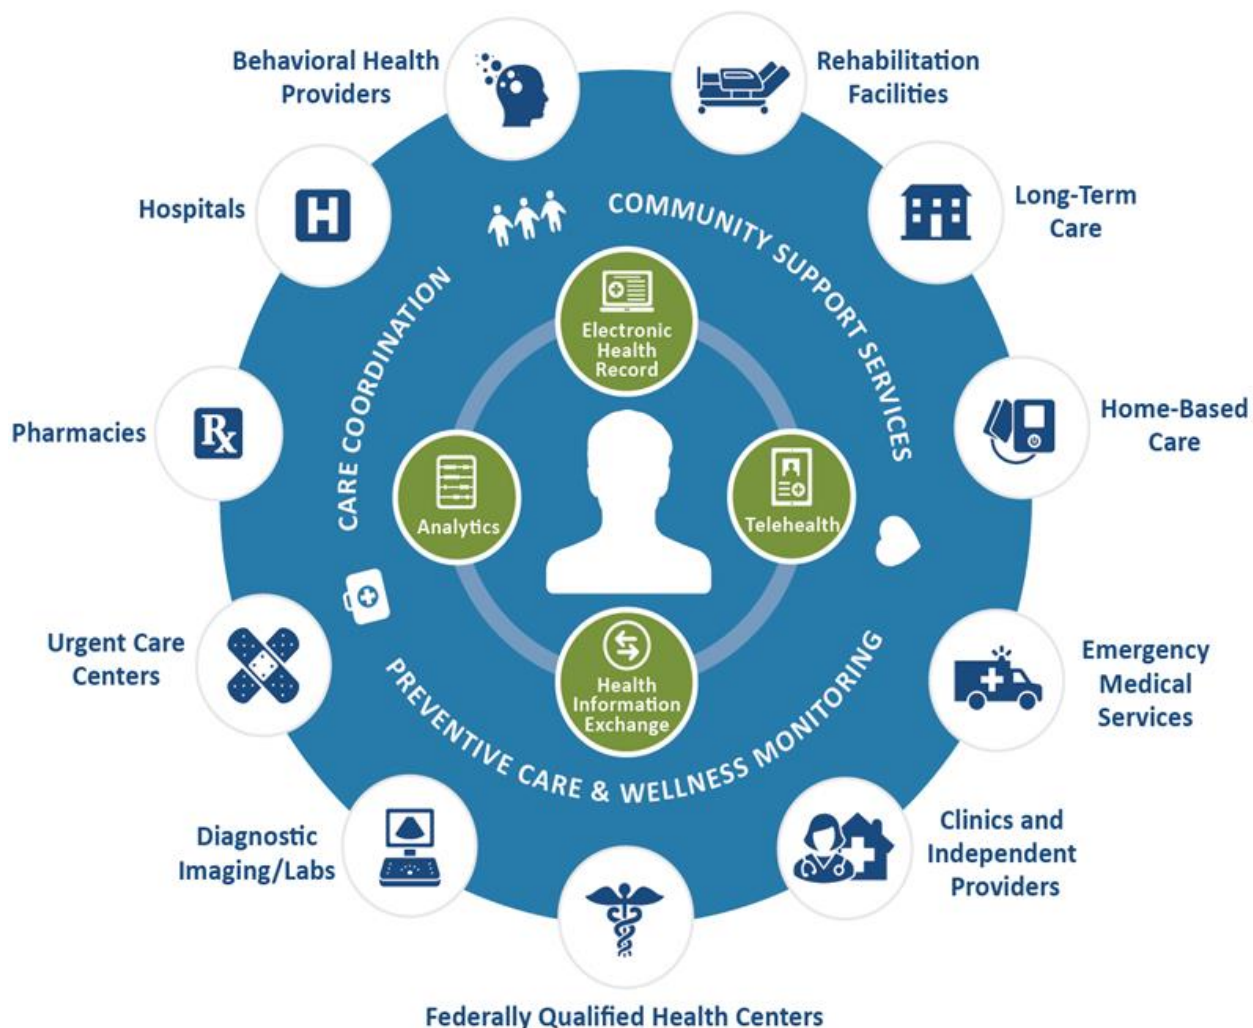 Behavioral Health
Providers
Rehabilitation
Facilities
Hospitals
H
Long-Term
Care
COMMUNITY SUPPORT SERVICES
CARE COORDINATION
Electronic
Health
Record
Pharmacies
Rx
Home-Based
Care
Analytics
Telehealth
Urgent Care
Centers
Health
Information
Exchange
PREVENTIVE CARE & WELLNESS MONITORING
Emergency
Medical
Services
Diagnostic
Imaging/Labs
Clinics and
Independent
Providers
Federally Qualified Health Centers